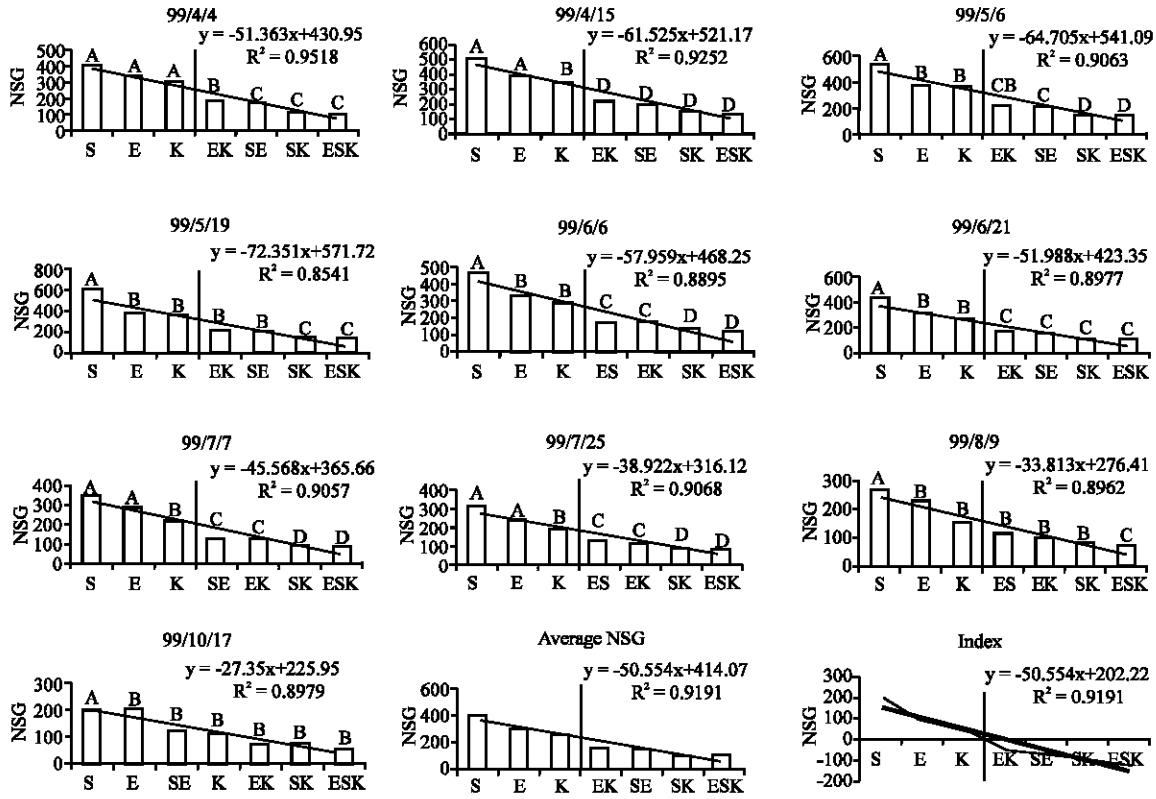 99/4/4
y = -51.363x+430.95
R² = 0.9518
NSG
500
400
300
200
100
0
A A A B C C C
S E K EK SE SK ESK
99/4/15
y = -61.525x+521.17
R² = 0.9252
NSG
600
500
400
300
200
100
0
A A B D D D D
S E K EK SE SK ESK
99/5/6
y = -64.705x+541.09
R² = 0.9063
NSG
600
400
200
0
A B B CB C D D
S E K EK SE SK ESK
99/5/19
y = -72.351x+571.72
R² = 0.8541
NSG
800
600
400
200
0
A B B B B C C
S E K EK SE SK ESK
99/6/6
y = -57.959x+468.25
R² = 0.8895
NSG
500
400
300
200
100
0
A B B C C D D
S E K ES EK SK ESK
99/6/21
y = -51.988x+423.35
R² = 0.8977
NSG
600
400
200
0
A B B C C C C
S E K EK SE SK ESK
99/7/7
y = -45.568x+365.66
R² = 0.9057
NSG
400
300
200
100
0
A A B C C D D
S E K SE EK SK ESK
99/7/25
y = -38.922x+316.12
R² = 0.9068
NSG
400
300
200
100
0
A A B C C D D
S E K ES EK SK ESK
99/8/9
y = -33.813x+276.41
R² = 0.8962
NSG
300
200
100
0
A B B B B B C
S E K ES EK SK ESK
99/10/17
y = -27.35x+225.95
R² = 0.8979
NSG
300
200
100
0
A B B B B B B
S E SE K EK SK ESK
Average NSG
y = -50.554x+414.07
R² = 0.9191
NSG
600
400
200
0
S E K EK SE SK ESK
Index
y = -50.554x+202.22
R² = 0.9191
NSG
300
200
100
0
-100
-200
S E K EK SE SK ESK